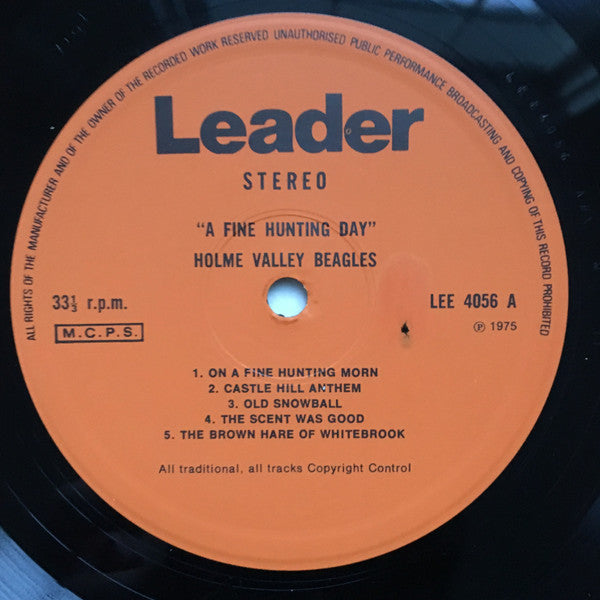 ALL RIGHTS OF THE MANUFACTURER AND OF THE OWNER OF THE RECORDED WORK RESERVED UNAUTHORISED PUBLIC PERFORMANCE BROADCASTING AND COPYING OF THIS RECORD PROHIBITED
Leader
STEREO
"A FINE HUNTING DAY"
HOLME VALLEY BEAGLES
33⅓ r.p.m.
LEE 4056 A
M.C.P.S.
℗ 1975
1. ON A FINE HUNTING MORN
2. CASTLE HILL ANTHEM
3. OLD SNOWBALL
4. THE SCENT WAS GOOD
5. THE BROWN HARE OF WHITEBROOK
All traditional, all tracks Copyright Control